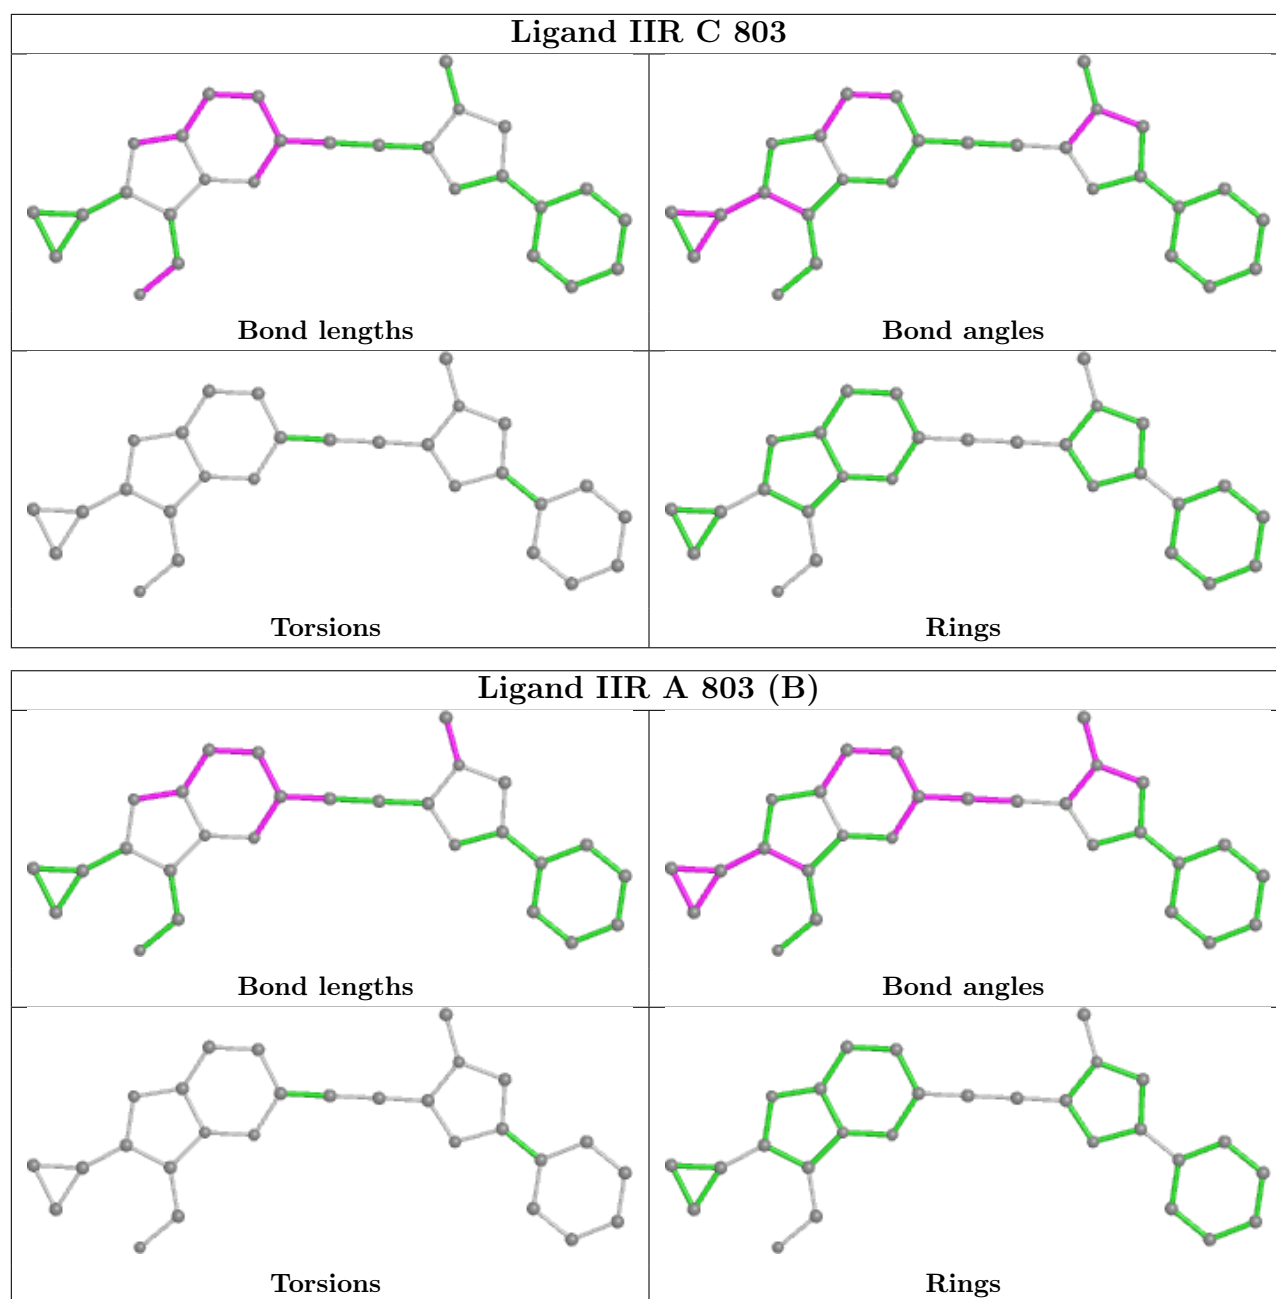 Ligand IIR C 803
Bond lengths
Bond angles
Torsions
Rings
Ligand IIR A 803 (B)
Bond lengths
Bond angles
Torsions
Rings